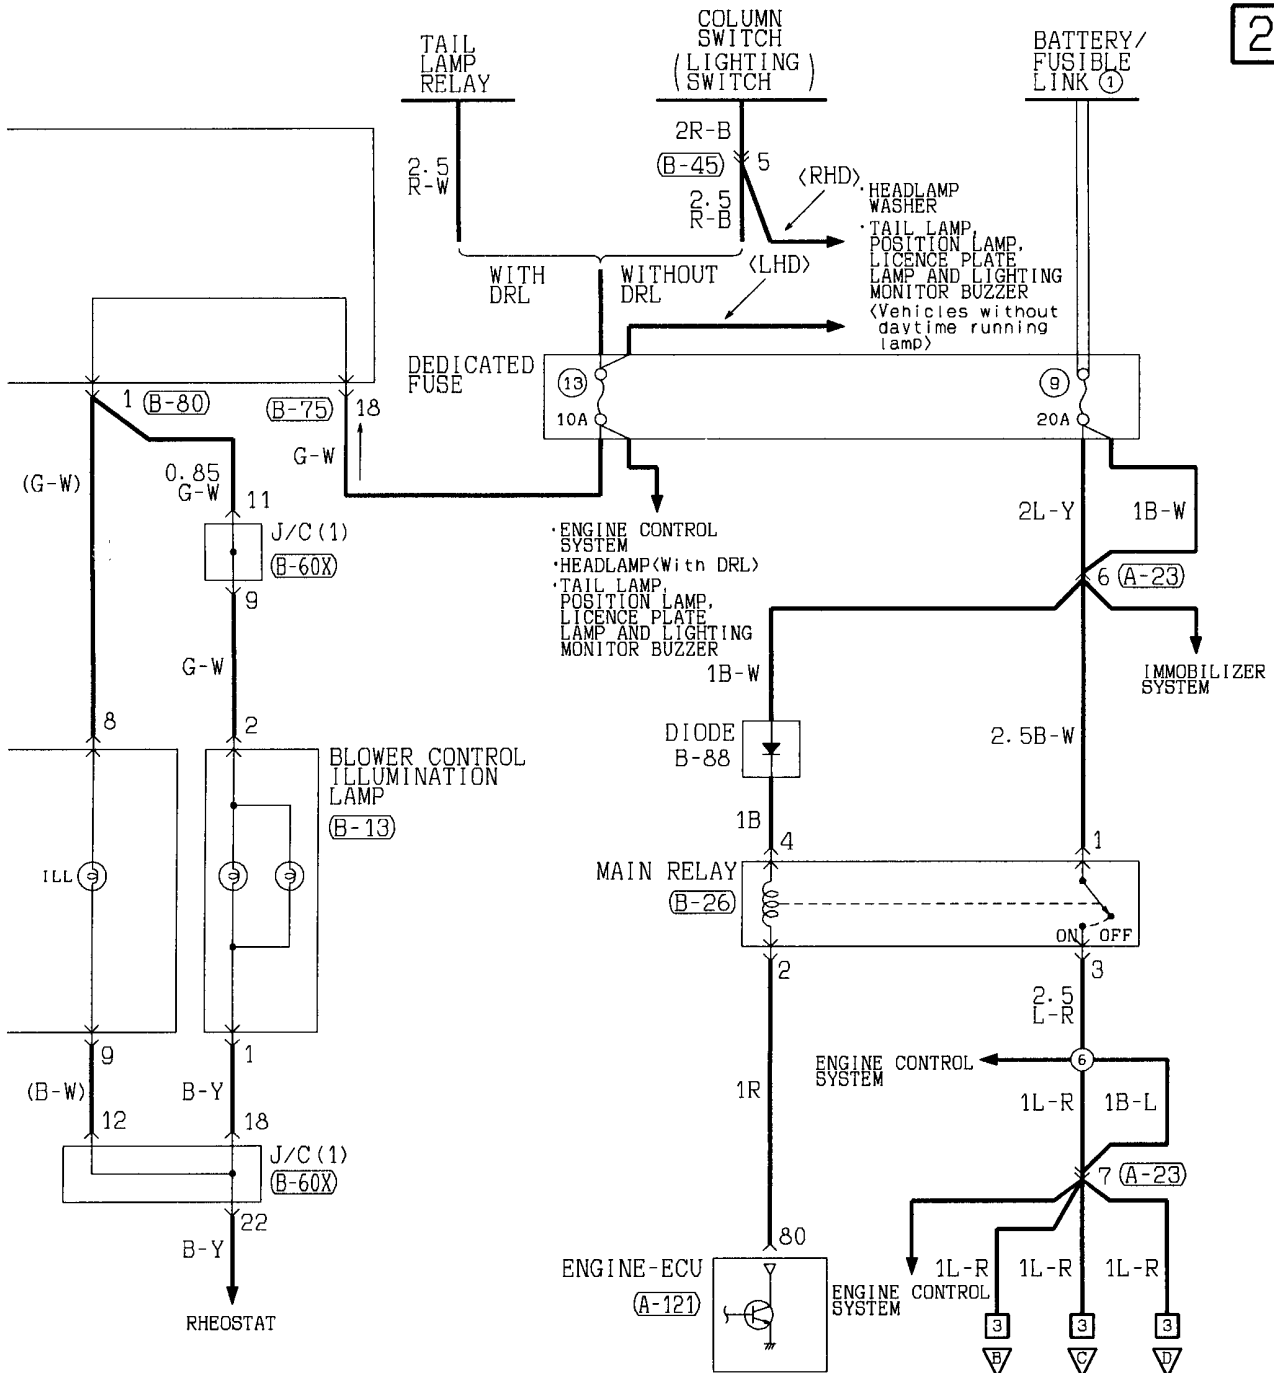 2
TAIL
LAMP
RELAY
COLUMN
SWITCH
(LIGHTING
SWITCH)
BATTERY/
FUSIBLE
LINK ①
2.5
R-W
2R-B
B-45
5
2.5
R-B
<RHD>
·HEADLAMP
WASHER
·TAIL LAMP,
POSITION LAMP,
LICENCE PLATE
LAMP AND LIGHTING
MONITOR BUZZER
<Vehicles without
daytime running
lamp>
WITH
DRL
WITHOUT
DRL
<LHD>
DEDICATED
FUSE
13
10A
9
20A
1
B-80
B-75
18
G-W
(G-W)
0.85
G-W
11
J/C(1)
B-60X
9
G-W
·ENGINE CONTROL
SYSTEM
·HEADLAMP<With DRL>
·TAIL LAMP,
POSITION LAMP,
LICENCE PLATE
LAMP AND LIGHTING
MONITOR BUZZER
2L-Y
1B-W
6
A-23
1B-W
IMMOBILIZER
SYSTEM
8
2
DIODE
B-88
2.5B-W
BLOWER CONTROL
ILLUMINATION
LAMP
B-13
1B
4
1
ILL
MAIN RELAY
B-26
ON
OFF
2
3
2.5
L-R
9
1
(B-W)
B-Y
12
18
J/C(1)
B-60X
22
B-Y
RHEOSTAT
1R
ENGINE CONTROL
SYSTEM
6
1L-R
1B-L
7
A-23
80
ENGINE-ECU
A-121
ENGINE CONTROL
SYSTEM
1L-R
1L-R
1L-R
3
3
3
B
C
D